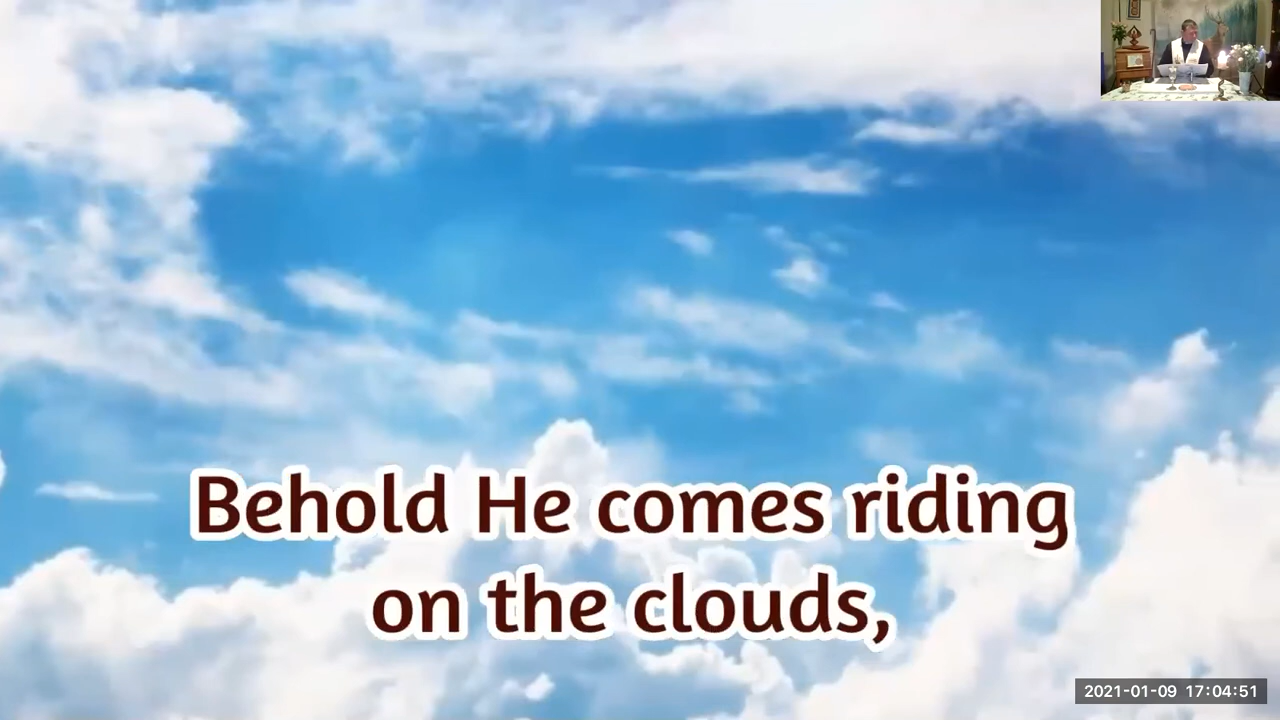 Behold He comes riding
on the clouds,
2021-01-09 17:04:51